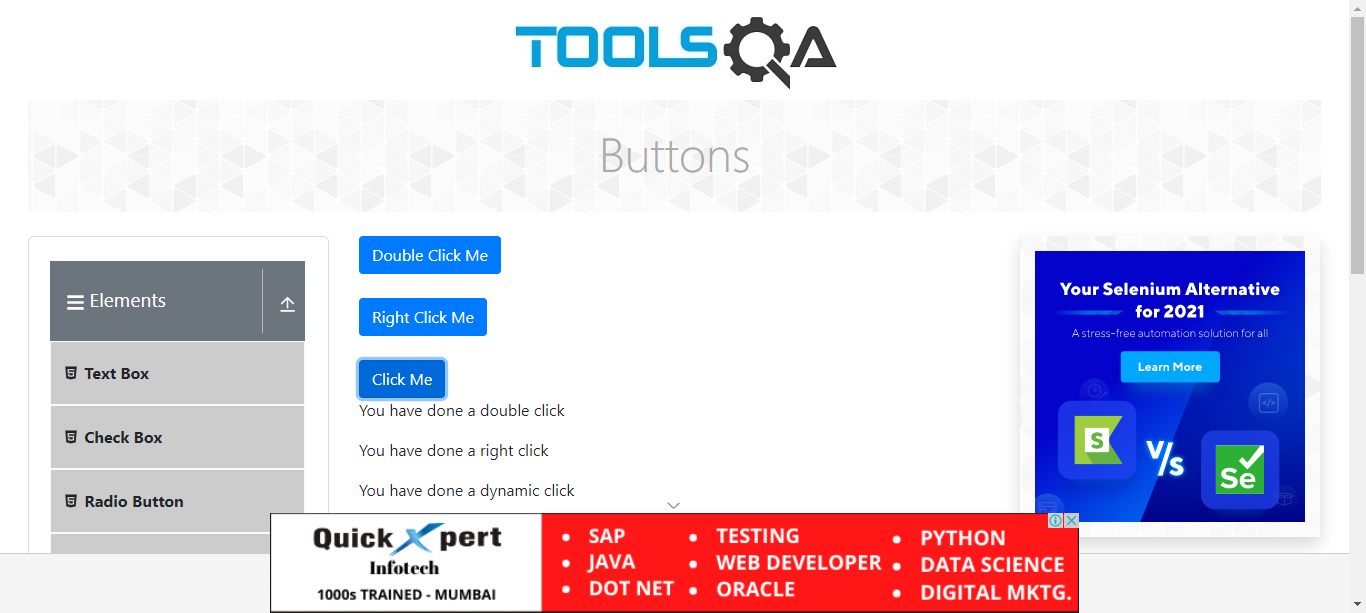 TOOLSQA
Buttons
Elements
Text Box
Check Box
Radio Button
Double Click Me
Right Click Me
Click Me
You have done a double click
You have done a right click
You have done a dynamic click
Your Selenium Alternative
for 2021
A stress-free automation solution for all
Learn More
S
</>
V/s
Se
Quick Xpert
Infotech
1000s TRAINED - MUMBAI
• SAP
• JAVA
• DOT NET
• TESTING
• WEB DEVELOPER
• ORACLE
• PYTHON
• DATA SCIENCE
• DIGITAL MKTG.